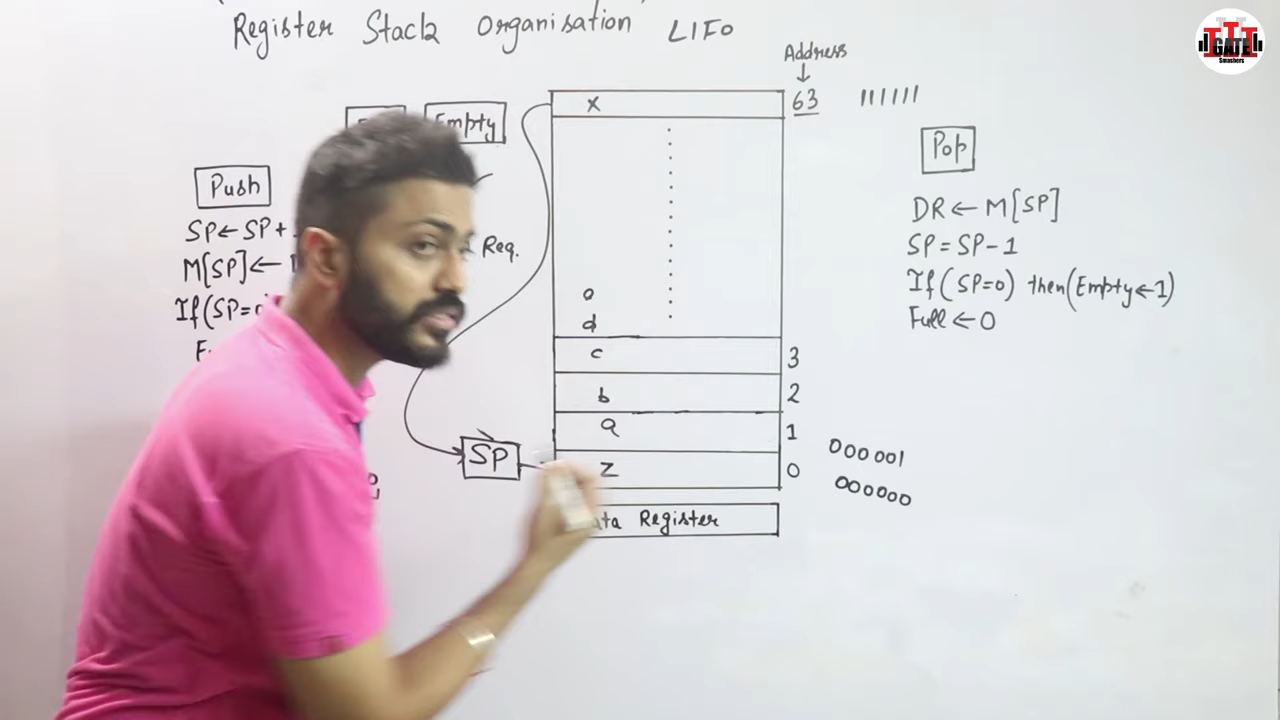 Register Stack Organisation LIFO
Address
↓
x 63 111111
Empty
Pop
Push
DR ← M[SP]
SP ← SP +
SP = SP - 1
Req.
M[SP] ←
If (SP=0) then (Empty ← 1)
If (SP=0)
Full ← 0
o
d
c 3
b 2
a 1 000001
SP
z 0 000000
Register
GATE
Smashers